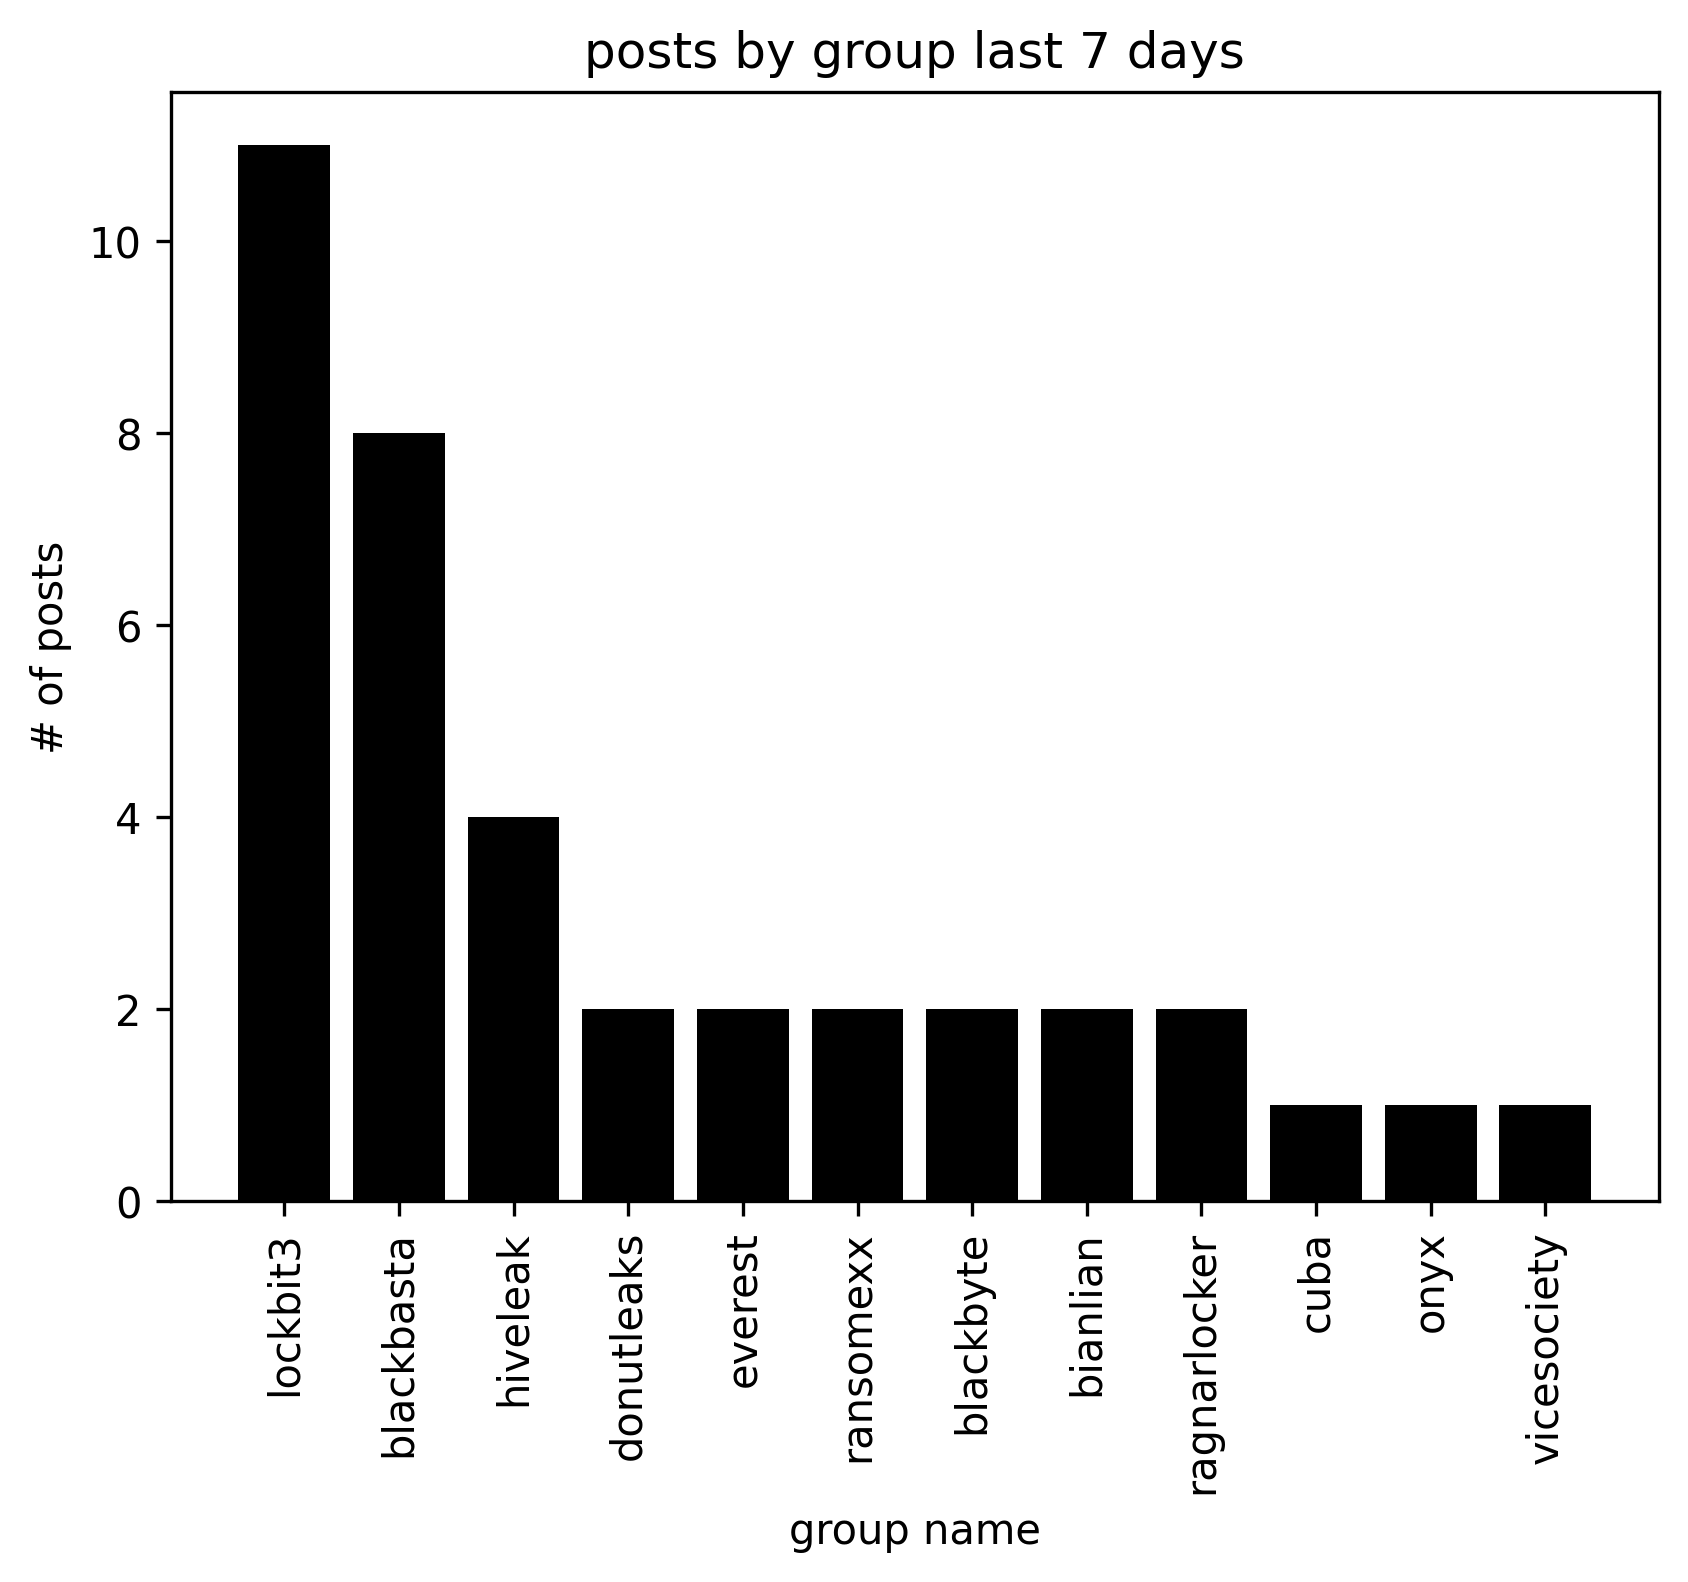 posts by group last 7 days
# of posts
10
8
6
4
2
0
lockbit3
blackbasta
hiveleak
donutleaks
everest
ransomexx
blackbyte
bianlian
ragnarlocker
cuba
onyx
vicesociety
group name